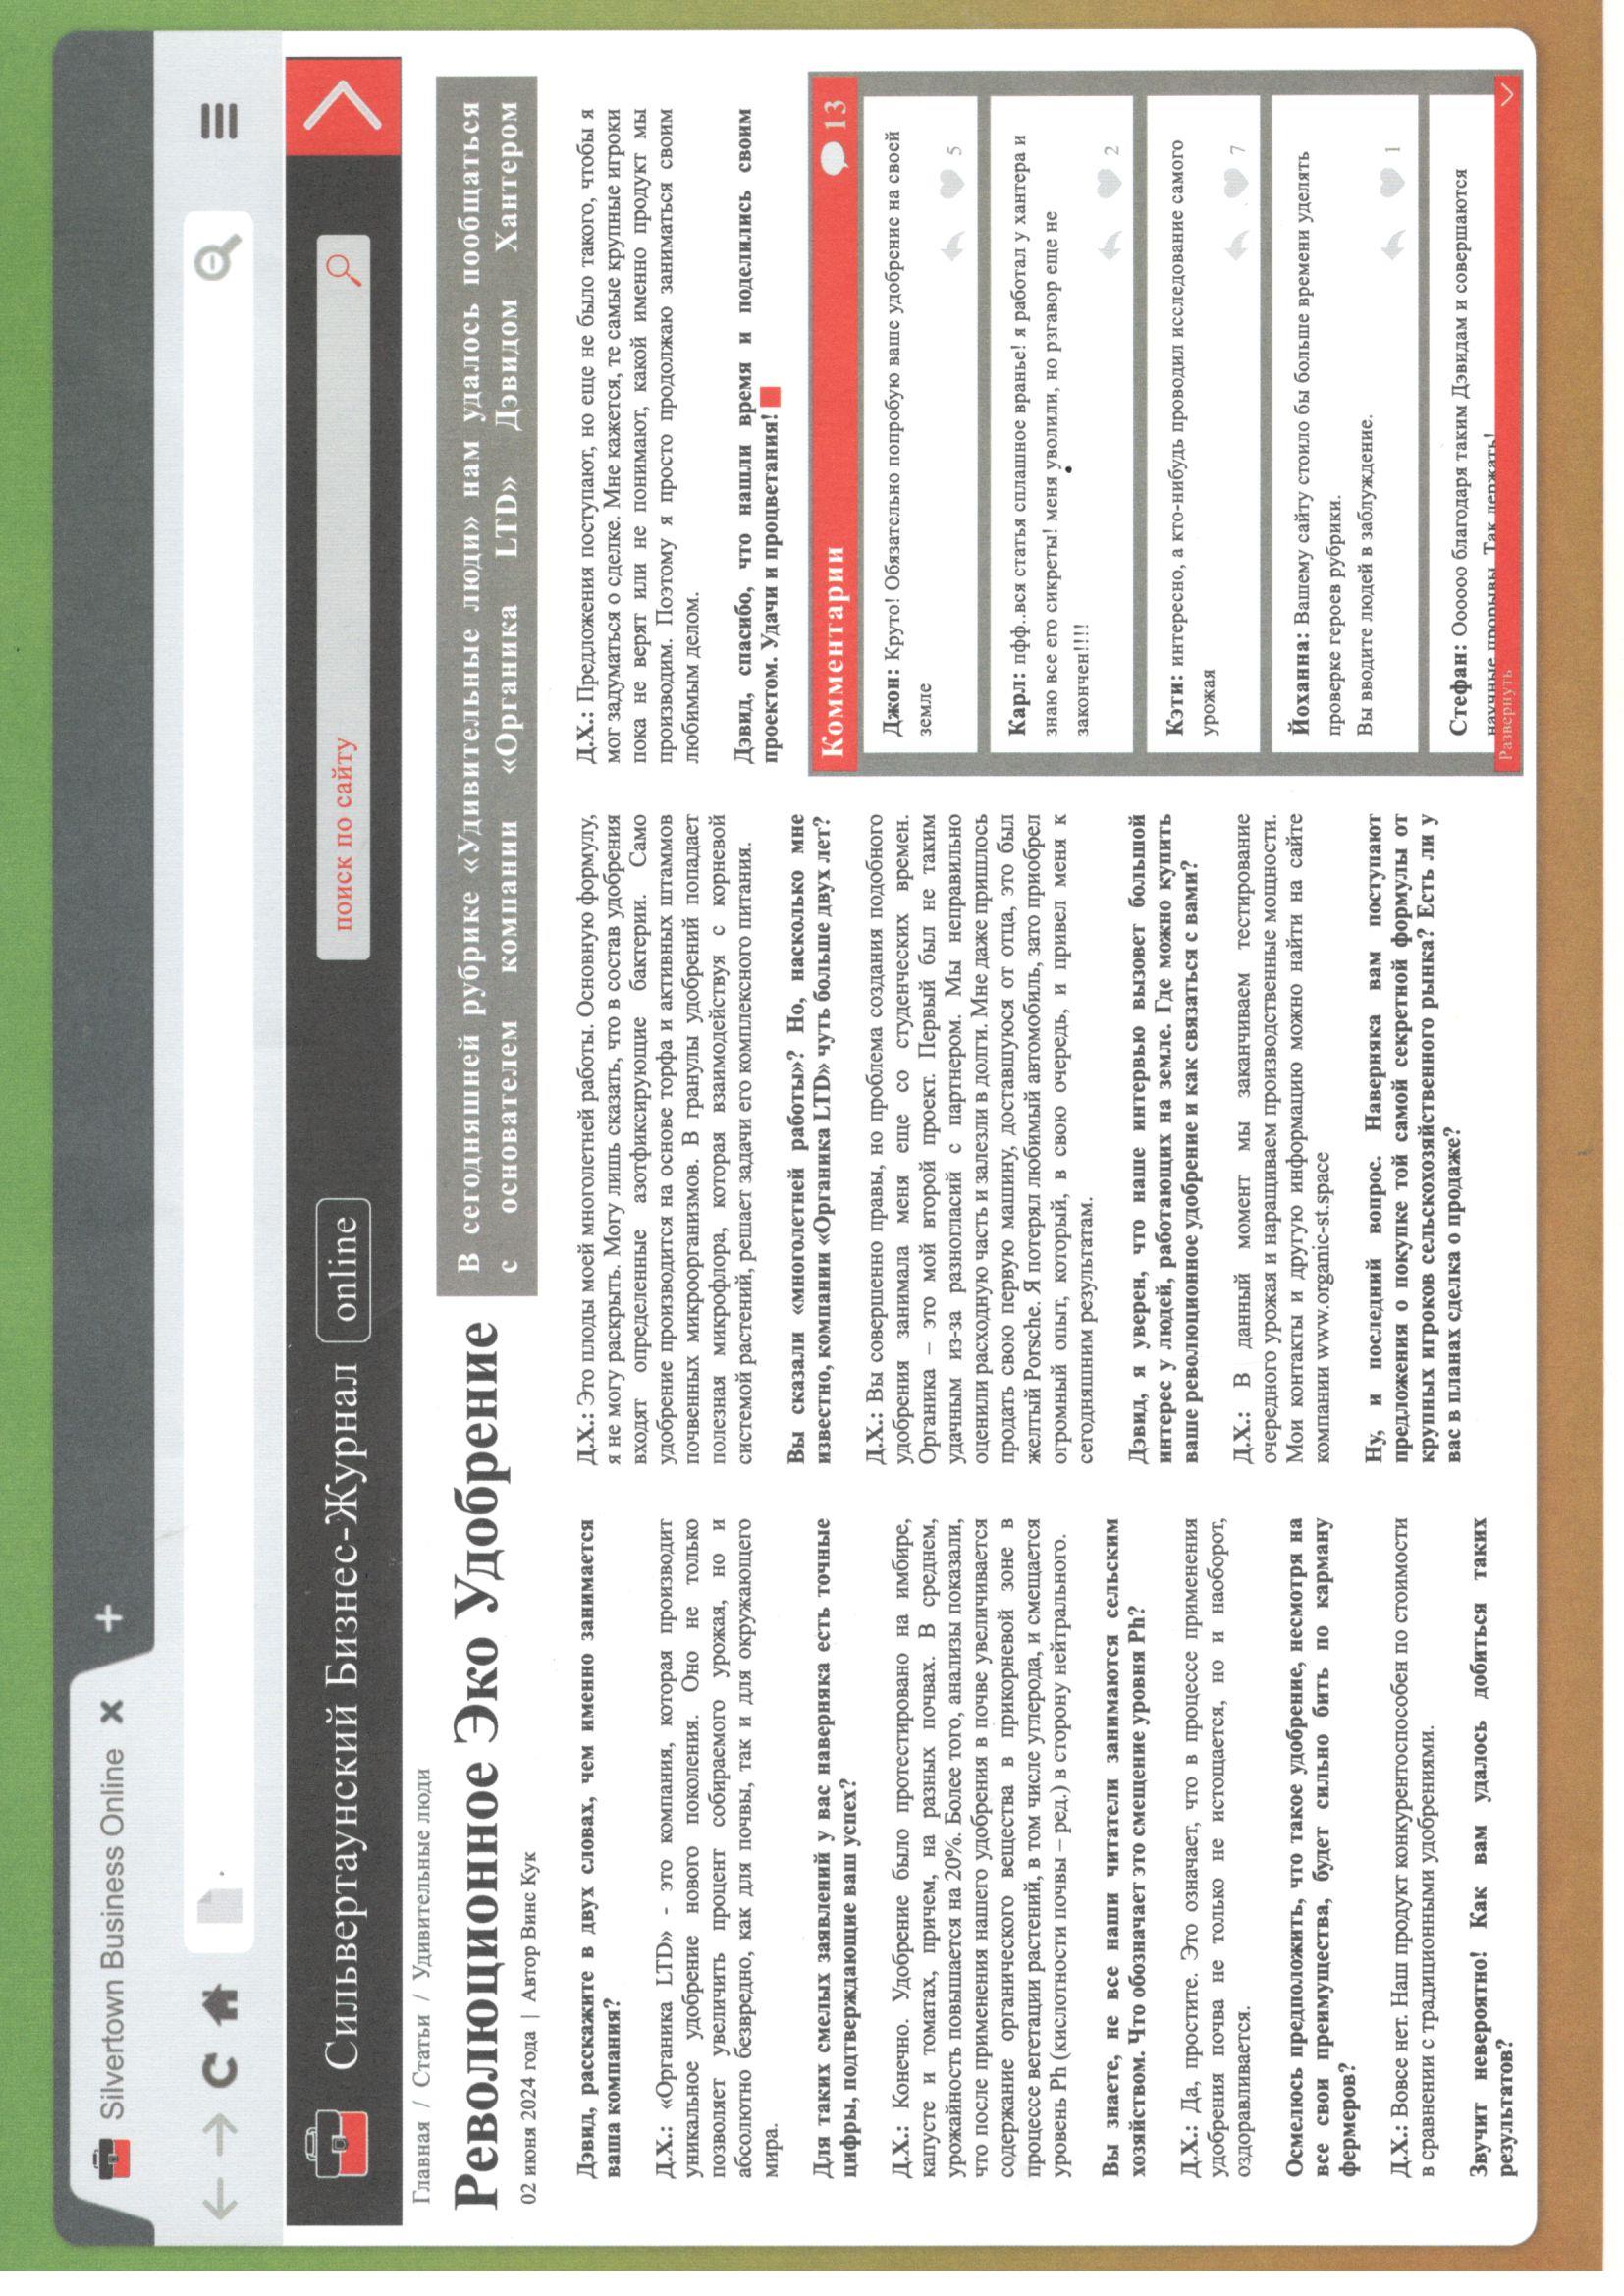 Silvertown Business Online
Сильвертаунский Бизнес-Журнал online
поиск по сайту
Главная / Статьи / Удивительные люди
Революционное Эко Удобрение
02 июня 2024 года | Автор Винс Кук
В сегодняшней рубрике «Удивительные люди» нам удалось пообщаться
с основателем компании «Органика LTD» Дэвидом Хантером
Дэвид, расскажите в двух словах, чем именно занимается
ваша компания?
Д.Х.: «Органика LTD» - это компания, которая производит
уникальное удобрение нового поколения. Оно не только
позволяет увеличить процент собираемого урожая, но и
абсолютно безвредно, как для почвы, так и для окружающего
мира.
Для таких смелых заявлений у вас наверняка есть точные
цифры, подтверждающие ваш успех?
Д.Х.: Конечно. Удобрение было протестировано на имбире,
капусте и томатах, причем, на разных почвах. В среднем,
урожайность повышается на 20%. Более того, анализы показали,
что после применения нашего удобрения в почве увеличивается
содержание органического вещества в прикорневой зоне в
процессе вегетации растений, в том числе углерода, и смещается
уровень Ph (кислотности почвы – ред.) в сторону нейтрального.
Вы знаете, не все наши читатели занимаются сельским
хозяйством. Что обозначает это смещение уровня Ph?
Д.Х.: Да, простите. Это означает, что в процессе применения
удобрения почва не только не истощается, но и наоборот,
оздоравливается.
Осмелюсь предположить, что такое удобрение, несмотря на
все свои преимущества, будет сильно бить по карману
фермеров?
Д.Х.: Вовсе нет. Наш продукт конкурентоспособен по стоимости
в сравнении с традиционными удобрениями.
Звучит невероятно! Как вам удалось добиться таких
результатов?
Д.Х.: Это плоды моей многолетней работы. Основную формулу,
я не могу раскрыть. Могу лишь сказать, что в состав удобрения
входят определенные азотфиксирующие бактерии. Само
удобрение производится на основе торфа и активных штаммов
почвенных микроорганизмов. В гранулы удобрений попадает
полезная микрофлора, которая взаимодействуя с корневой
системой растений, решает задачи его комплексного питания.
Вы сказали «многолетней работы»? Но, насколько мне
известно, компании «Органика LTD» чуть больше двух лет?
Д.Х.: Вы совершенно правы, но проблема создания подобного
удобрения занимала меня еще со студенческих времен.
Органика – это мой второй проект. Первый был не таким
удачным из-за разногласий с партнером. Мы неправильно
оценили расходную часть и залезли в долги. Мне даже пришлось
продать свою первую машину, доставшуюся от отца, это был
желтый Porsche. Я потерял любимый автомобиль, зато приобрел
огромный опыт, который, в свою очередь, и привел меня к
сегодняшним результатам.
Дэвид, я уверен, что наше интервью вызовет большой
интерес у людей, работающих на земле. Где можно купить
ваше революционное удобрение и как связаться с вами?
Д.Х.: В данный момент мы заканчиваем тестирование
очередного урожая и наращиваем производственные мощности.
Мои контакты и другую информацию можно найти на сайте
компании www.organic-st.space
Ну, и последний вопрос. Наверняка вам поступают
предложения о покупке той самой секретной формулы от
крупных игроков сельскохозяйственного рынка? Есть ли у
вас в планах сделка о продаже?
Д.Х.: Предложения поступают, но еще не было такого, чтобы я
мог задуматься о сделке. Мне кажется, те самые крупные игроки
пока не верят или не понимают, какой именно продукт мы
производим. Поэтому я просто продолжаю заниматься своим
любимым делом.
Дэвид, спасибо, что нашли время и поделились своим
проектом. Удачи и процветания!
Комментарии 13
Джон: Круто! Обязательно попробую ваше удобрение на своей
земле
5
Карл: пфф..вся статья сплашное вранье! я работал у хантера и
знаю все его сикреты! меня уволили, но рзгавор еще не
закончен!!!!
2
Кэти: интересно, а кто-нибудь проводил исследование самого
урожая
7
Йоханна: Вашему сайту стоило бы больше времени уделять
проверке героев рубрики.
Вы вводите людей в заблуждение.
1
Стефан: Оооооо благодаря таким Дэвидам и совершаются
научные прорывы. Так держать!
Развернуть